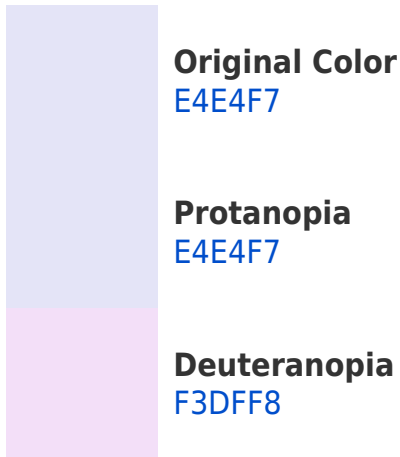 Original Color
E4E4F7
Protanopia
E4E4F7
Deuteranopia
F3DFF8